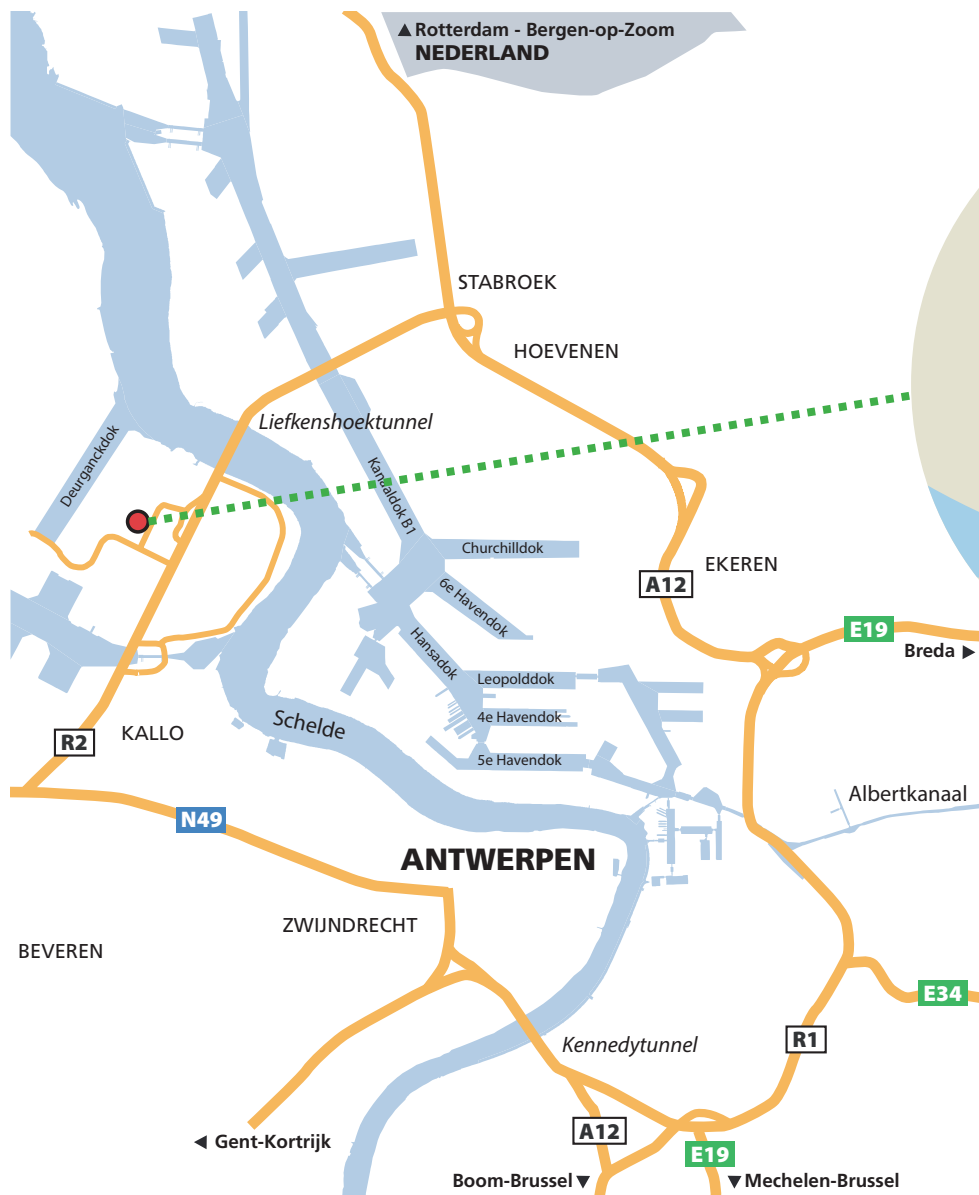 ▲ Rotterdam - Bergen-op-Zoom
NEDERLAND
STABROEK
HOEVENEN
Liefkenshoektunnel
Deurganckdok
Kanaaldok B1
Churchilldok
EKEREN
A12
6e Havendok
E19
Breda ▶
Hansadok
Leopolddok
Schelde
4e Havendok
KALLO
R2
5e Havendok
Albertkanaal
N49
ANTWERPEN
ZWIJNDRECHT
BEVEREN
E34
R1
Kennedytunnel
A12
◀ Gent-Kortrijk
E19
Boom-Brussel ▼
▼ Mechelen-Brussel